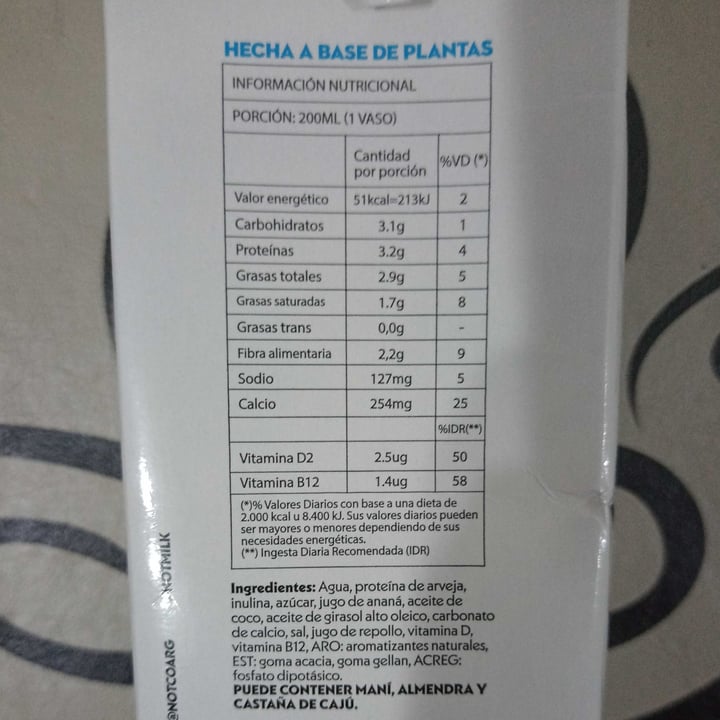 HECHA A BASE DE PLANTAS
INFORMACIÓN NUTRICIONAL
PORCIÓN: 200ML (1 VASO)
Cantidad por porción %VD (*)
Valor energético 51kcal=213kJ 2
Carbohidratos 3.1g 1
Proteínas 3.2g 4
Grasas totales 2.9g 5
Grasas saturadas 1.7g 8
Grasas trans 0,0g -
Fibra alimentaria 2,2g 9
Sodio 127mg 5
Calcio 254mg 25
%IDR(**)
Vitamina D2 2.5ug 50
Vitamina B12 1.4ug 58
(*)% Valores Diarios con base a una dieta de
2.000 kcal u 8.400 kJ. Sus valores diarios pueden
ser mayores o menores dependiendo de sus
necesidades energéticas.
(**) Ingesta Diaria Recomendada (IDR)
Ingredientes: Agua, proteína de arveja,
inulina, azúcar, jugo de ananá, aceite de
coco, aceite de girasol alto oleico, carbonato
de calcio, sal, jugo de repollo, vitamina D,
vitamina B12, ARO: aromatizantes naturales,
EST: goma acacia, goma gellan, ACREG:
fosfato dipotásico.
PUEDE CONTENER MANÍ, ALMENDRA Y
CASTAÑA DE CAJÚ.
@NOTCOARG
NOTMILK